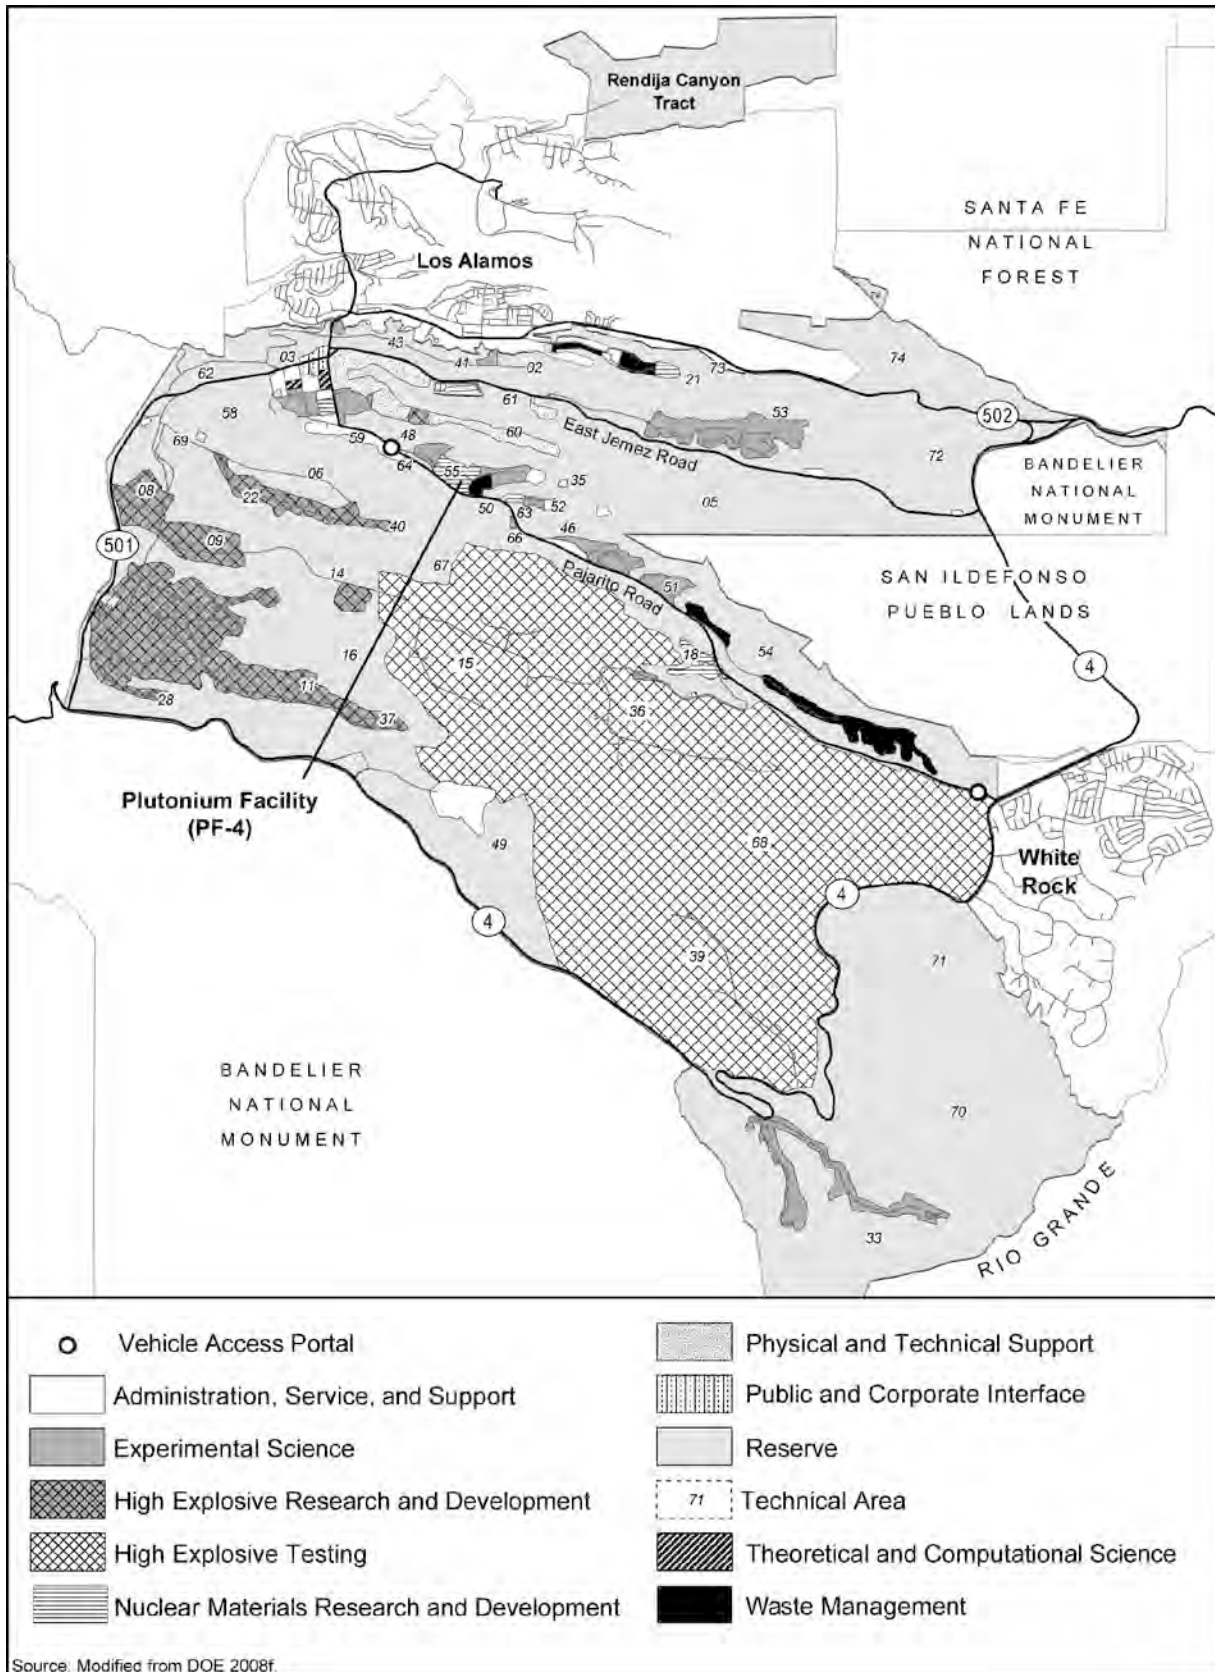 Rendija Canyon
Tract
SANTA FE
NATIONAL
FOREST
Los Alamos
74
43
03
41
02
73
21
62
61
53
58
502
59
48
60
East Jemez Road
69
64
72
BANDELIER
NATIONAL
MONUMENT
06
55
35
08
22
05
50
63
52
40
46
66
501
09
67
Pajarito Road
51
SAN ILDEFONSO
PUEBLO LANDS
14
16
15
18
54
4
11
28
36
37
Plutonium Facility
(PF-4)
49
68
White
Rock
4
4
39
71
BANDELIER
NATIONAL
MONUMENT
70
RIO GRANDE
33
Vehicle Access Portal
Physical and Technical Support
Administration, Service, and Support
Public and Corporate Interface
Experimental Science
Reserve
High Explosive Research and Development
71
Technical Area
High Explosive Testing
Theoretical and Computational Science
Nuclear Materials Research and Development
Waste Management
Source: Modified from DOE 2008f.